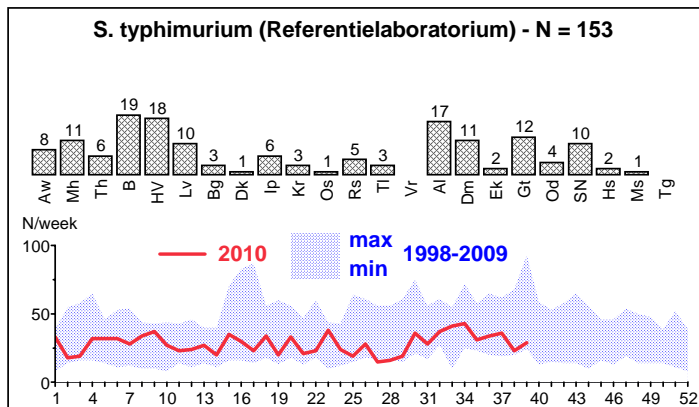 S. typhimurium (Referentielaboratorium) - N = 153
8 11 6 19 18 10 3 1 6 3 1 5 3 17 11 2 12 4 10 2 1
Aw Mh Th B HV Lv Bg Dk Ip Kr Os Rs Tl Vr Al Dm Ek Gt Od SN Hs Ms Tg
N/week
100
2010 max 1998-2009
min
50
0
1 4 7 10 13 16 19 22 25 28 31 34 37 40 43 46 49 52